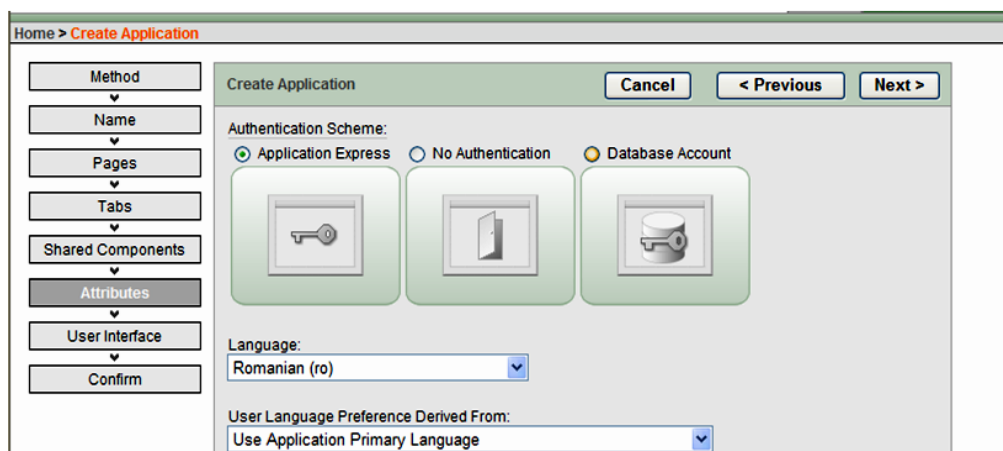 Home > Create Application
Method
Name
Pages
Tabs
Shared Components
Attributes
User Interface
Confirm
Create Application
Cancel
< Previous
Next >
Authentication Scheme:
Application Express No Authentication Database Account
Language:
Romanian (ro)
User Language Preference Derived From:
Use Application Primary Language